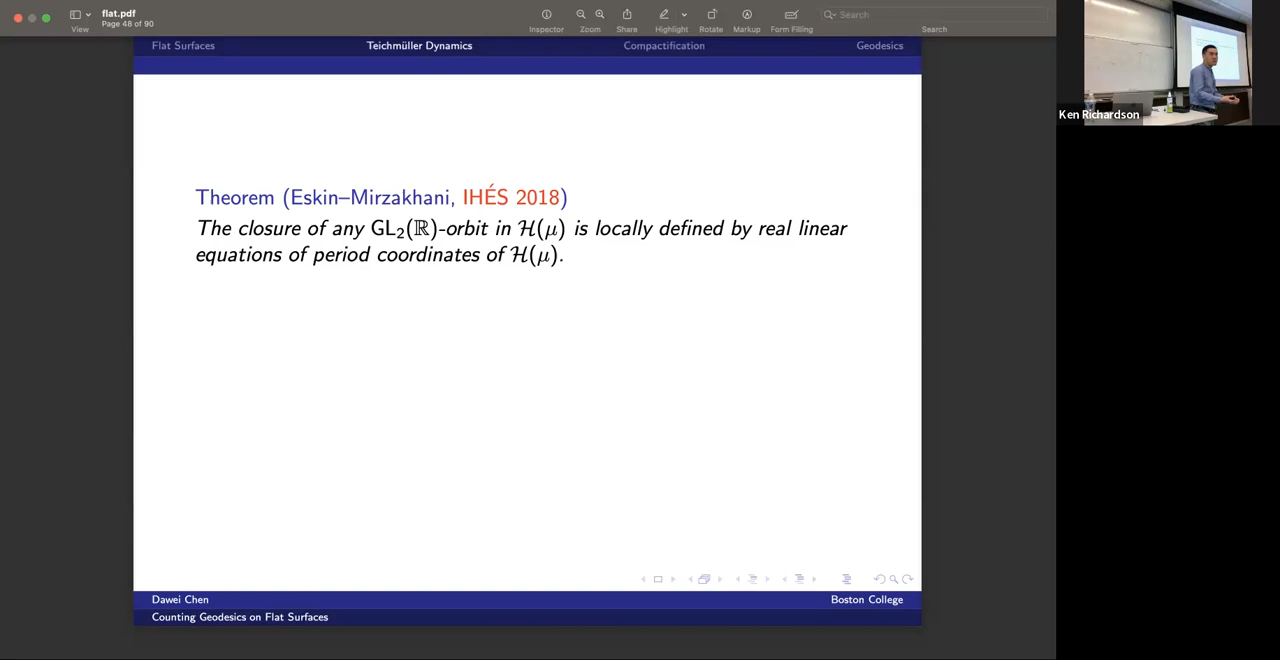 flat.pdf
Page 48 of 90
View
Inspector
Zoom
Share
Highlight
Rotate
Markup
Form Filling
Search
Search
Flat Surfaces
Teichmüller Dynamics
Compactification
Geodesics
Ken Richardson
Theorem (Eskin–Mirzakhani, IHÉS 2018)
The closure of any GL₂(ℝ)-orbit in ℋ(μ) is locally defined by real linear
equations of period coordinates of ℋ(μ).
Dawei Chen
Boston College
Counting Geodesics on Flat Surfaces